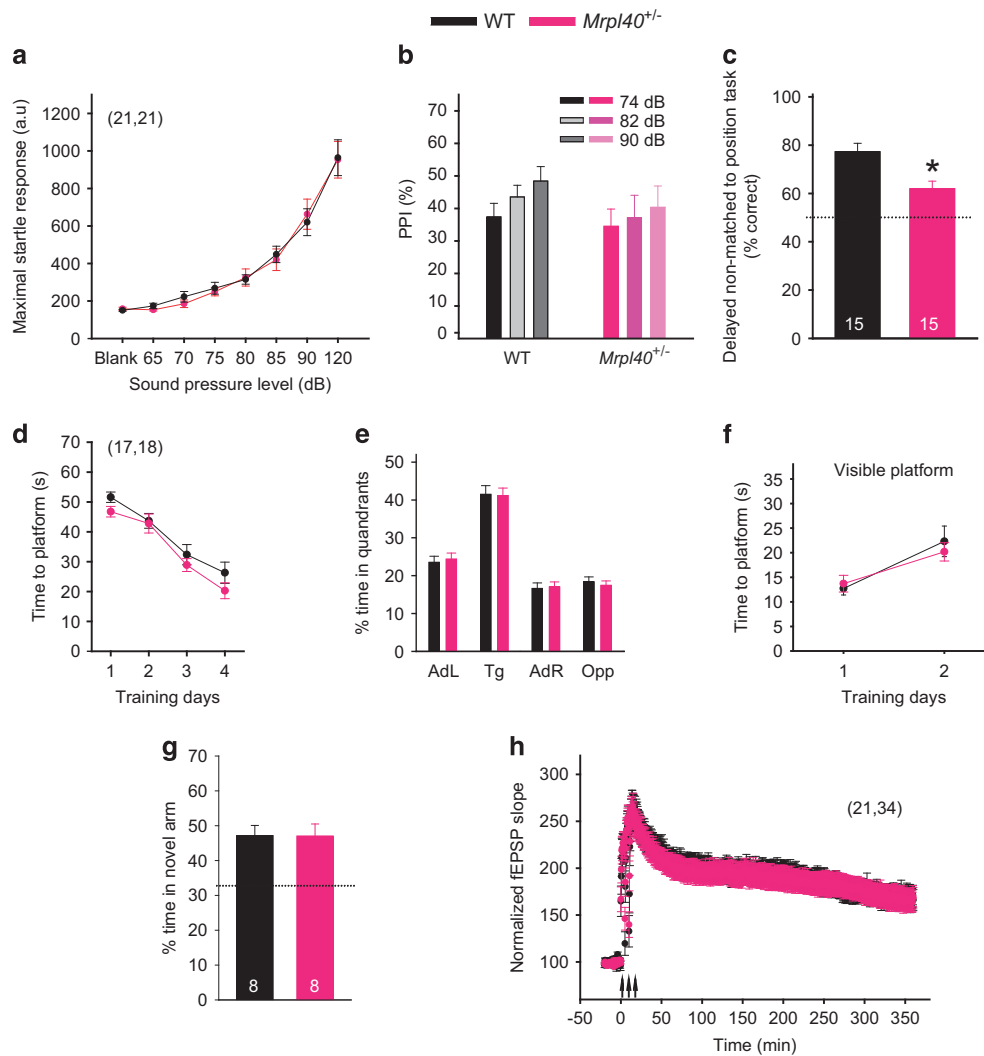 WT Mrpl40+/-
a
Maximal startle response (a.u)
1200
1000
800
600
400
200
0
(21,21)
Blank 65 70 75 80 85 90 120
Sound pressure level (dB)
b
PPI (%)
70
60
50
40
30
20
10
0
74 dB
82 dB
90 dB
WT Mrpl40+/-
c
Delayed non-matched to position task
(% correct)
100
80
60
40
20
0
*
15 15
d
Time to platform (s)
70
60
50
40
30
20
10
0
(17,18)
1 2 3 4
Training days
e
% time in quadrants
50
40
30
20
10
0
AdL Tg AdR Opp
f
Visible platform
Time to platform (s)
35
30
25
20
15
10
5
0
1 2
Training days
g
% time in novel arm
70
60
50
40
30
20
10
0
8 8
h
Normalized fEPSP slope
300
250
200
150
100
(21,34)
-50 0 50 100 150 200 250 300 350
Time (min)